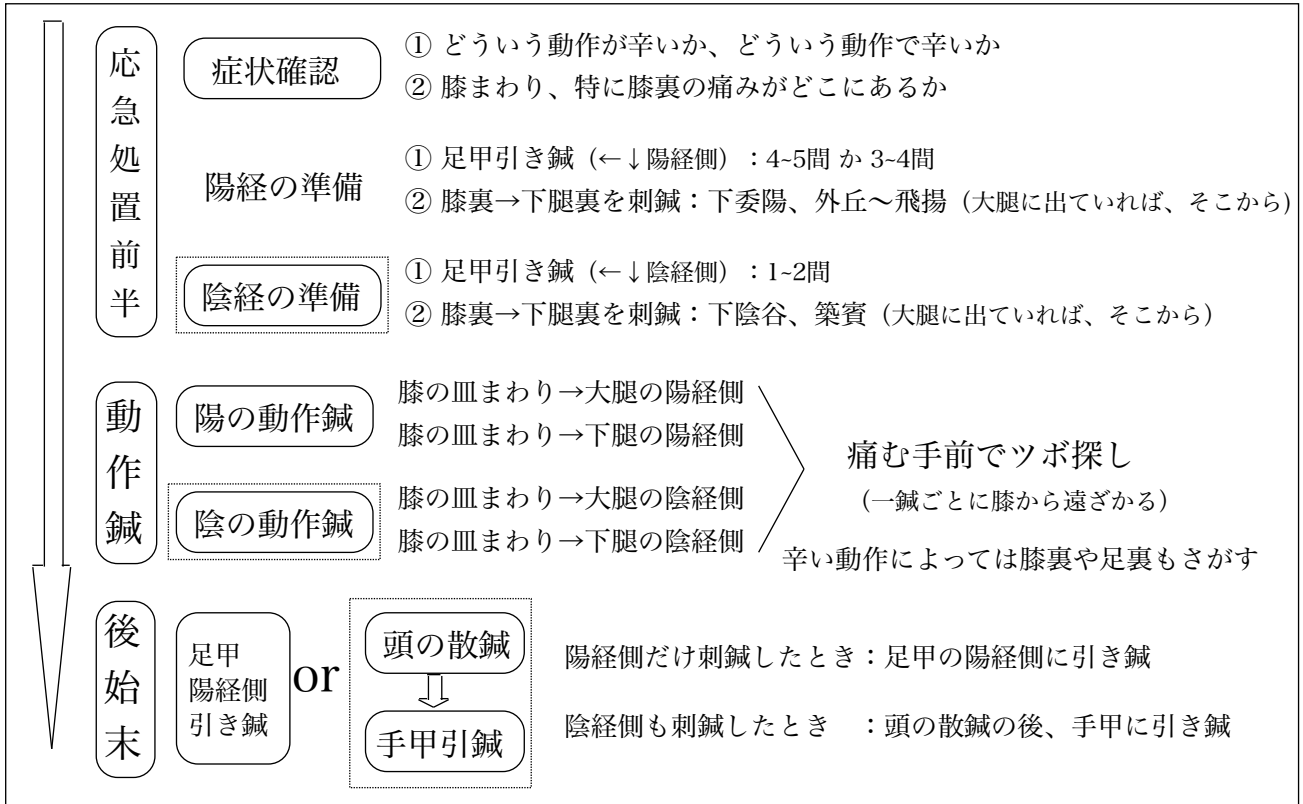 応急処置前半
症状確認
① どういう動作が辛いか、どういう動作で辛いか
② 膝まわり、特に膝裏の痛みがどこにあるか
陽経の準備
① 足甲引き鍼（←↓陽経側）：4~5間 か 3~4間
② 膝裏→下腿裏を刺鍼：下委陽、外丘〜飛揚（大腿に出ていれば、そこから)
陰経の準備
① 足甲引き鍼（←↓陰経側）：1~2間
② 膝裏→下腿裏を刺鍼：下陰谷、築賓（大腿に出ていれば、そこから）
動作鍼
陽の動作鍼
膝の皿まわり→大腿の陽経側
膝の皿まわり→下腿の陽経側
陰の動作鍼
膝の皿まわり→大腿の陰経側
膝の皿まわり→下腿の陰経側
痛む手前でツボ探し
（一鍼ごとに膝から遠ざかる）
辛い動作によっては膝裏や足裏もさがす
後始末
足甲
陽経側
引き鍼
or
頭の散鍼
手甲引鍼
陽経側だけ刺鍼したとき：足甲の陽経側に引き鍼
陰経側も刺鍼したとき　：頭の散鍼の後、手甲に引き鍼